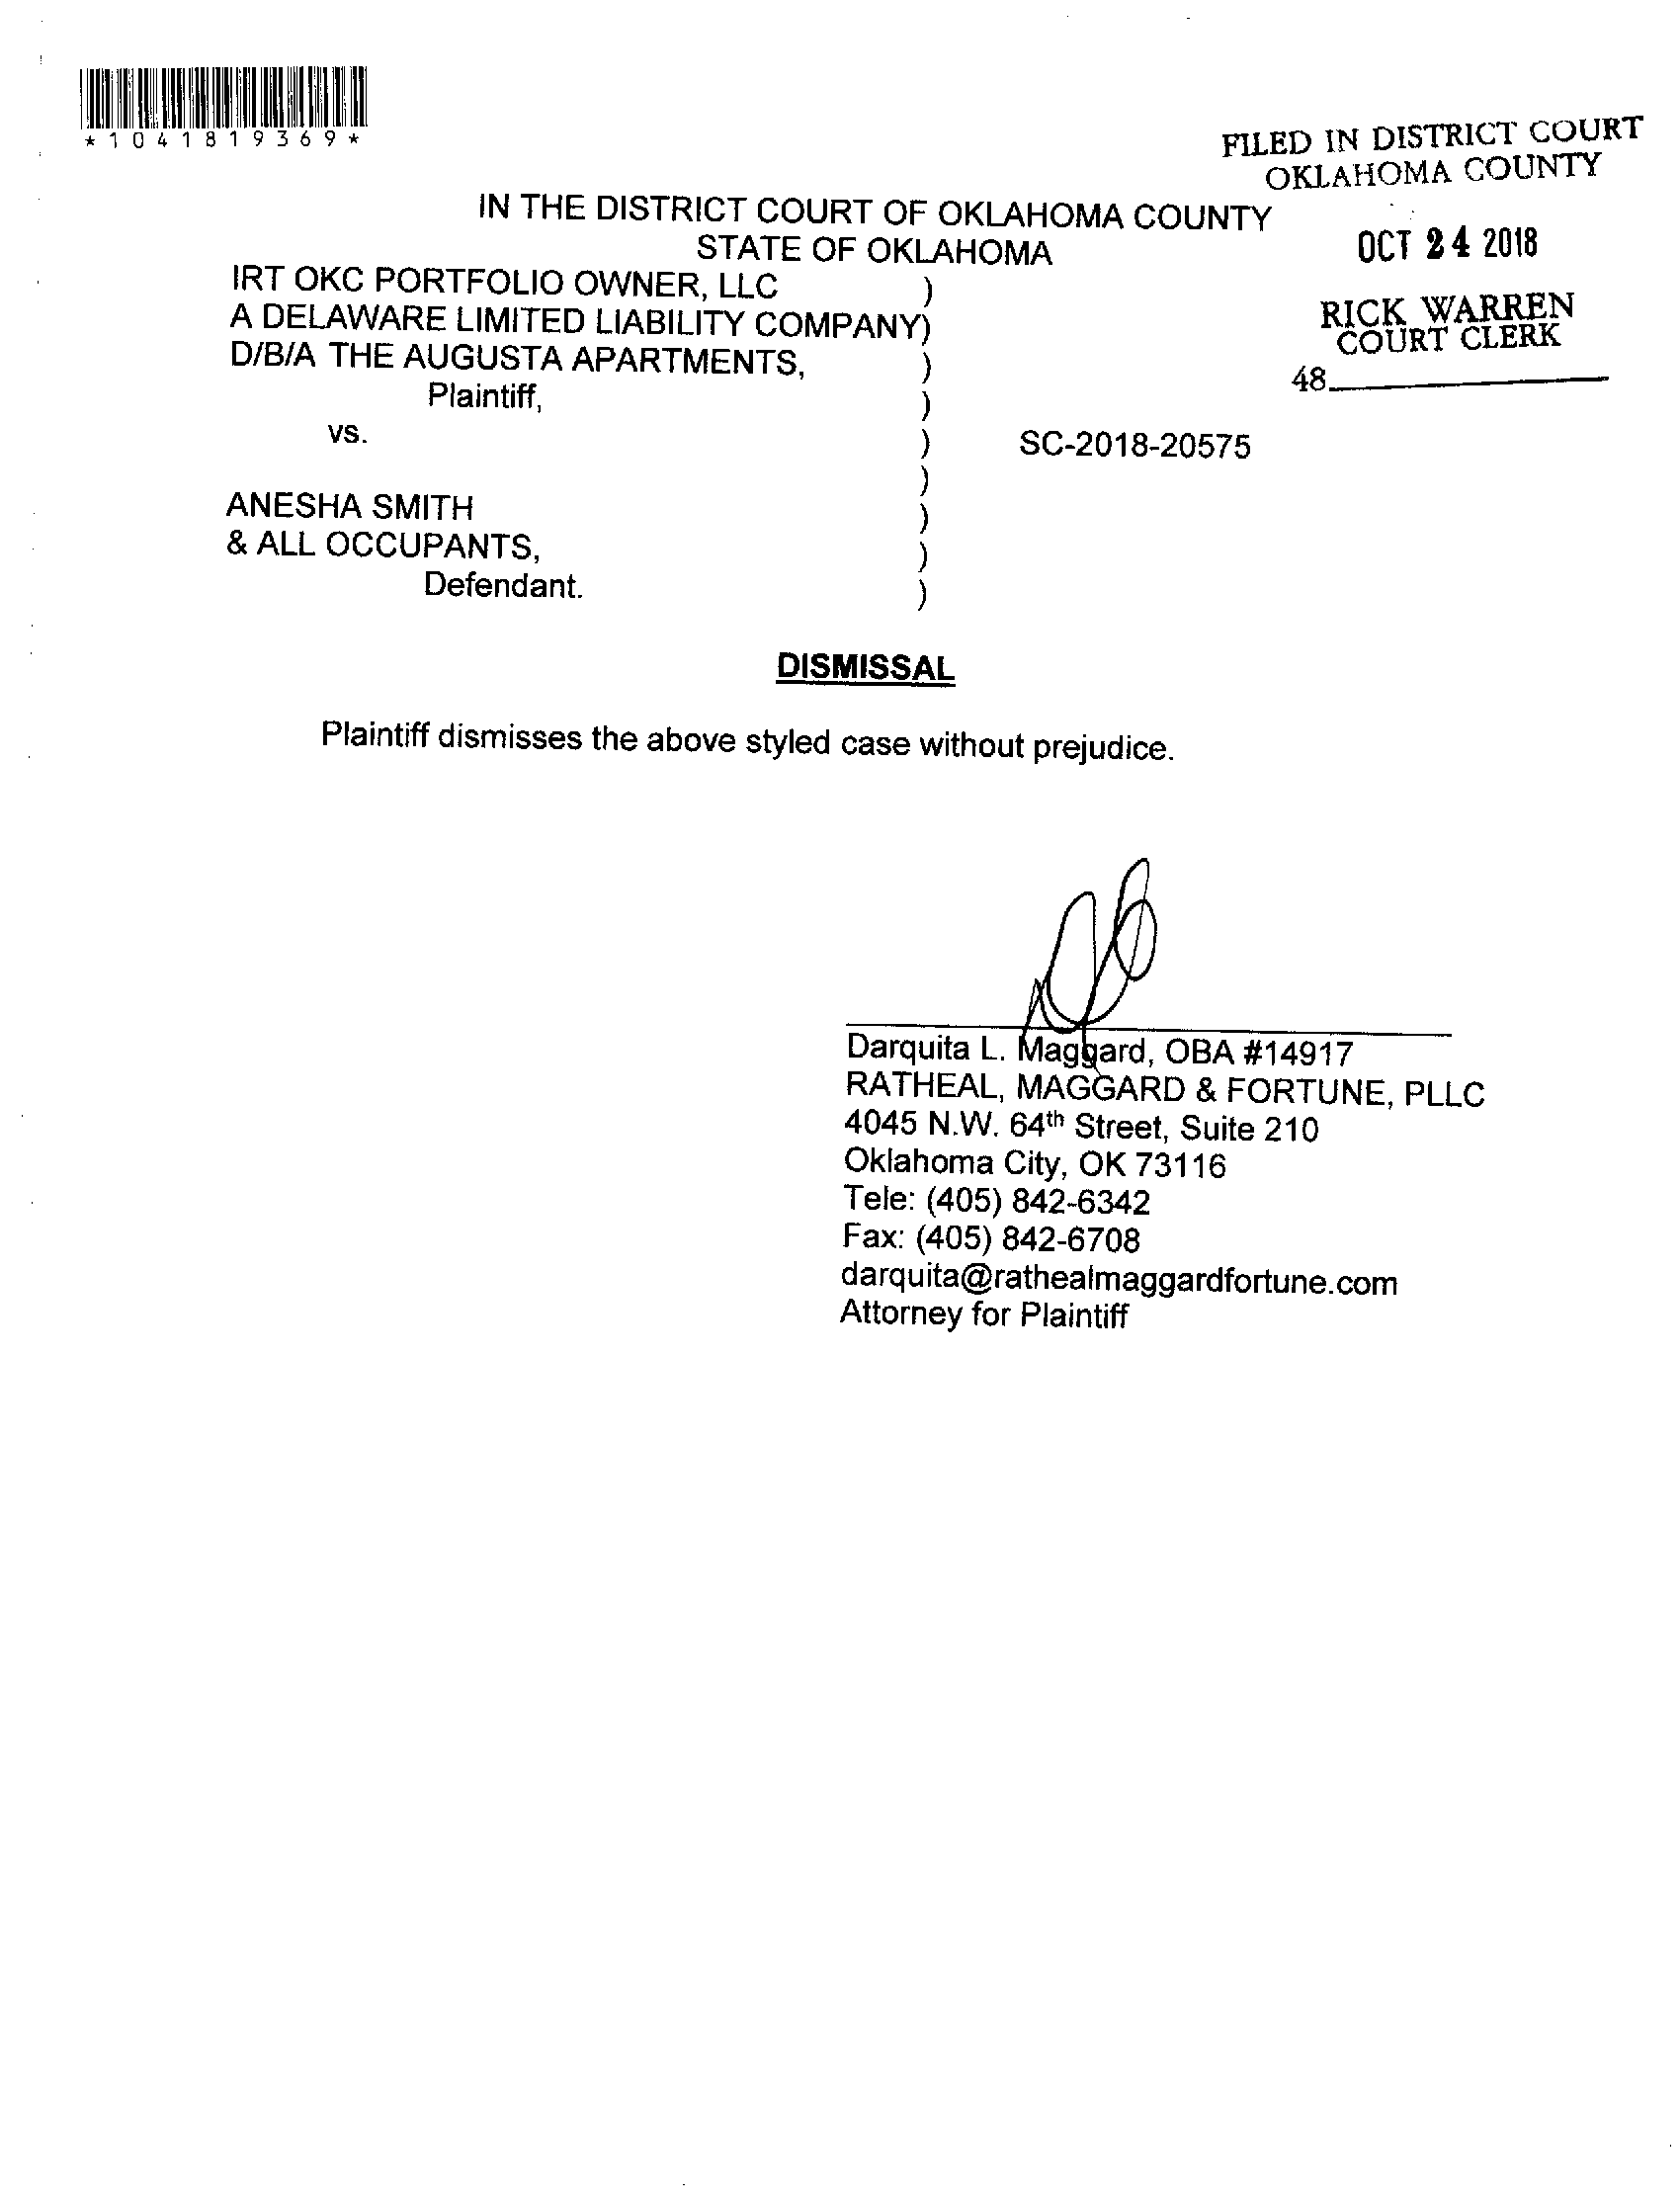 *1041819369*
FILED IN DISTRICT COURT
OKLAHOMA COUNTY
OCT 24 2018
RICK WARREN
COURT CLERK
48
IN THE DISTRICT COURT OF OKLAHOMA COUNTY
STATE OF OKLAHOMA
IRT OKC PORTFOLIO OWNER, LLC )
A DELAWARE LIMITED LIABILITY COMPANY)
D/B/A THE AUGUSTA APARTMENTS, )
Plaintiff, )
vs. ) SC-2018-20575
)
ANESHA SMITH )
& ALL OCCUPANTS, )
Defendant. )
DISMISSAL
Plaintiff dismisses the above styled case without prejudice.
Darquita L. Maggard, OBA #14917
RATHEAL, MAGGARD & FORTUNE, PLLC
4045 N.W. 64th Street, Suite 210
Oklahoma City, OK 73116
Tele: (405) 842-6342
Fax: (405) 842-6708
darquita@rathealmaggardfortune.com
Attorney for Plaintiff